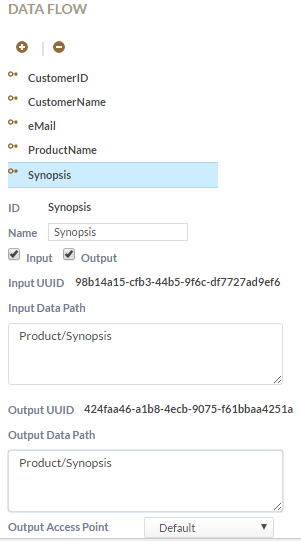 DATA FLOW
CustomerID
CustomerName
eMail
ProductName
Synopsis
ID Synopsis
Name Synopsis
Input Output
Input UUID 98b14a15-cfb3-44b5-9f6c-df7727ad9ef6
Input Data Path
Product/Synopsis
Output UUID 424faa46-a1b8-4ecb-9075-f61bbaa4251a
Output Data Path
Product/Synopsis
Output Access Point Default